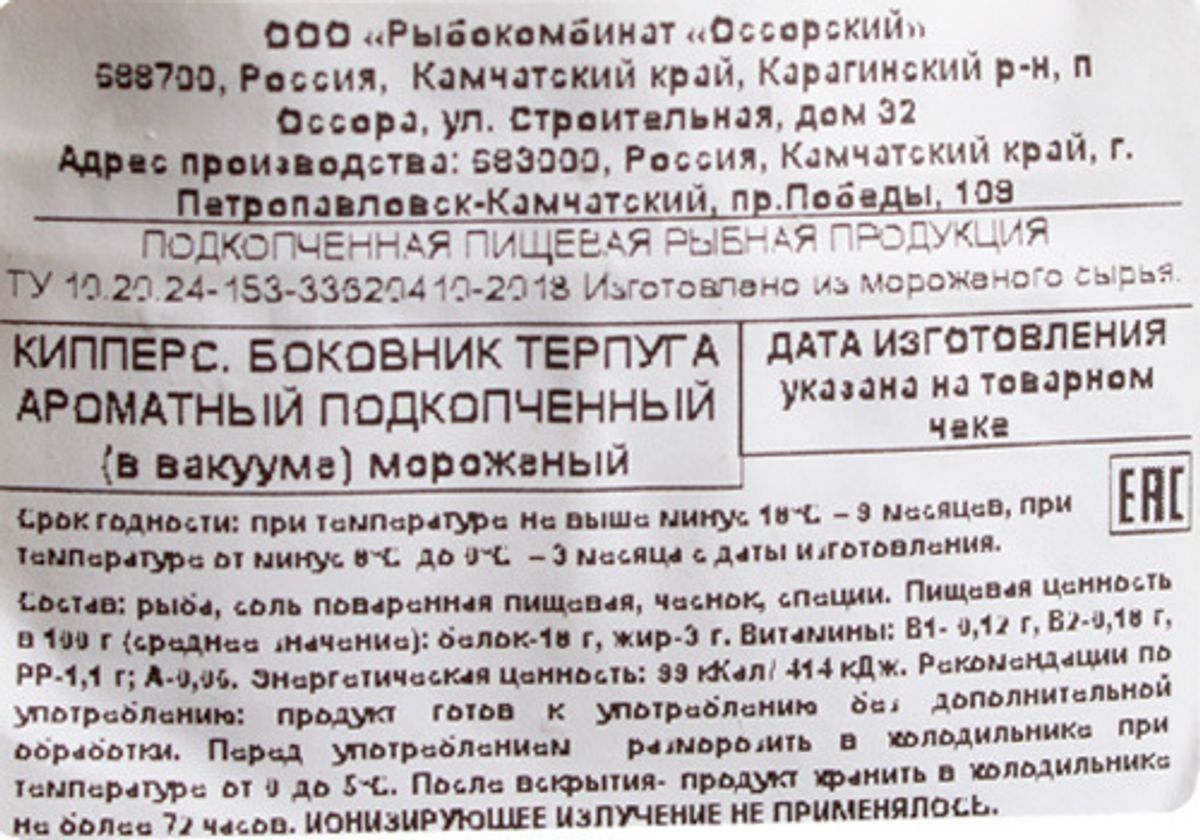 ООО «Рыбокомбинат «Оссорский»
688700, Россия, Камчатский край, Карагинский р-н, п
Оссора, ул. Строительная, дом 32
Адрес производства: 683000, Россия, Камчатский край, г.
Петропавловск-Камчатский, пр.Победы, 109
ПОДКОПЧЕННАЯ ПИЩЕВАЯ РЫБНАЯ ПРОДУКЦИЯ
ТУ 10.20.24-153-33620410-2018 Изготовлено из мороженого сырья.
КИППЕРС. БОКОВНИК ТЕРПУГА
АРОМАТНЫЙ ПОДКОПЧЕННЫЙ
(в вакууме) мороженый
ДАТА ИЗГОТОВЛЕНИЯ
указана на товарном
чеке
EAC
Срок годности: при температуре не выше минус 18°С – 9 месяцев, при
температуре от минус 8°С до 0°С – 3 месяца с даты изготовления.
Состав: рыба, соль поваренная пищевая, чеснок, специи. Пищевая ценность
в 100 г (среднее значение): белок-18 г, жир-3 г. Витамины: В1- 0,12 г, В2-0,18 г,
РР-1,1 г; А-0,06. Энергетическая ценность: 99 кКал/ 414 кДж. Рекомендации по
употреблению: продукт готов к употреблению без дополнительной
обработки. Перед употреблением разморозить в холодильнике при
температуре от 0 до 5°С. После вскрытия- продукт хранить в холодильнике
не более 72 часов. ИОНИЗИРУЮЩЕЕ ИЗЛУЧЕНИЕ НЕ ПРИМЕНЯЛОСЬ.